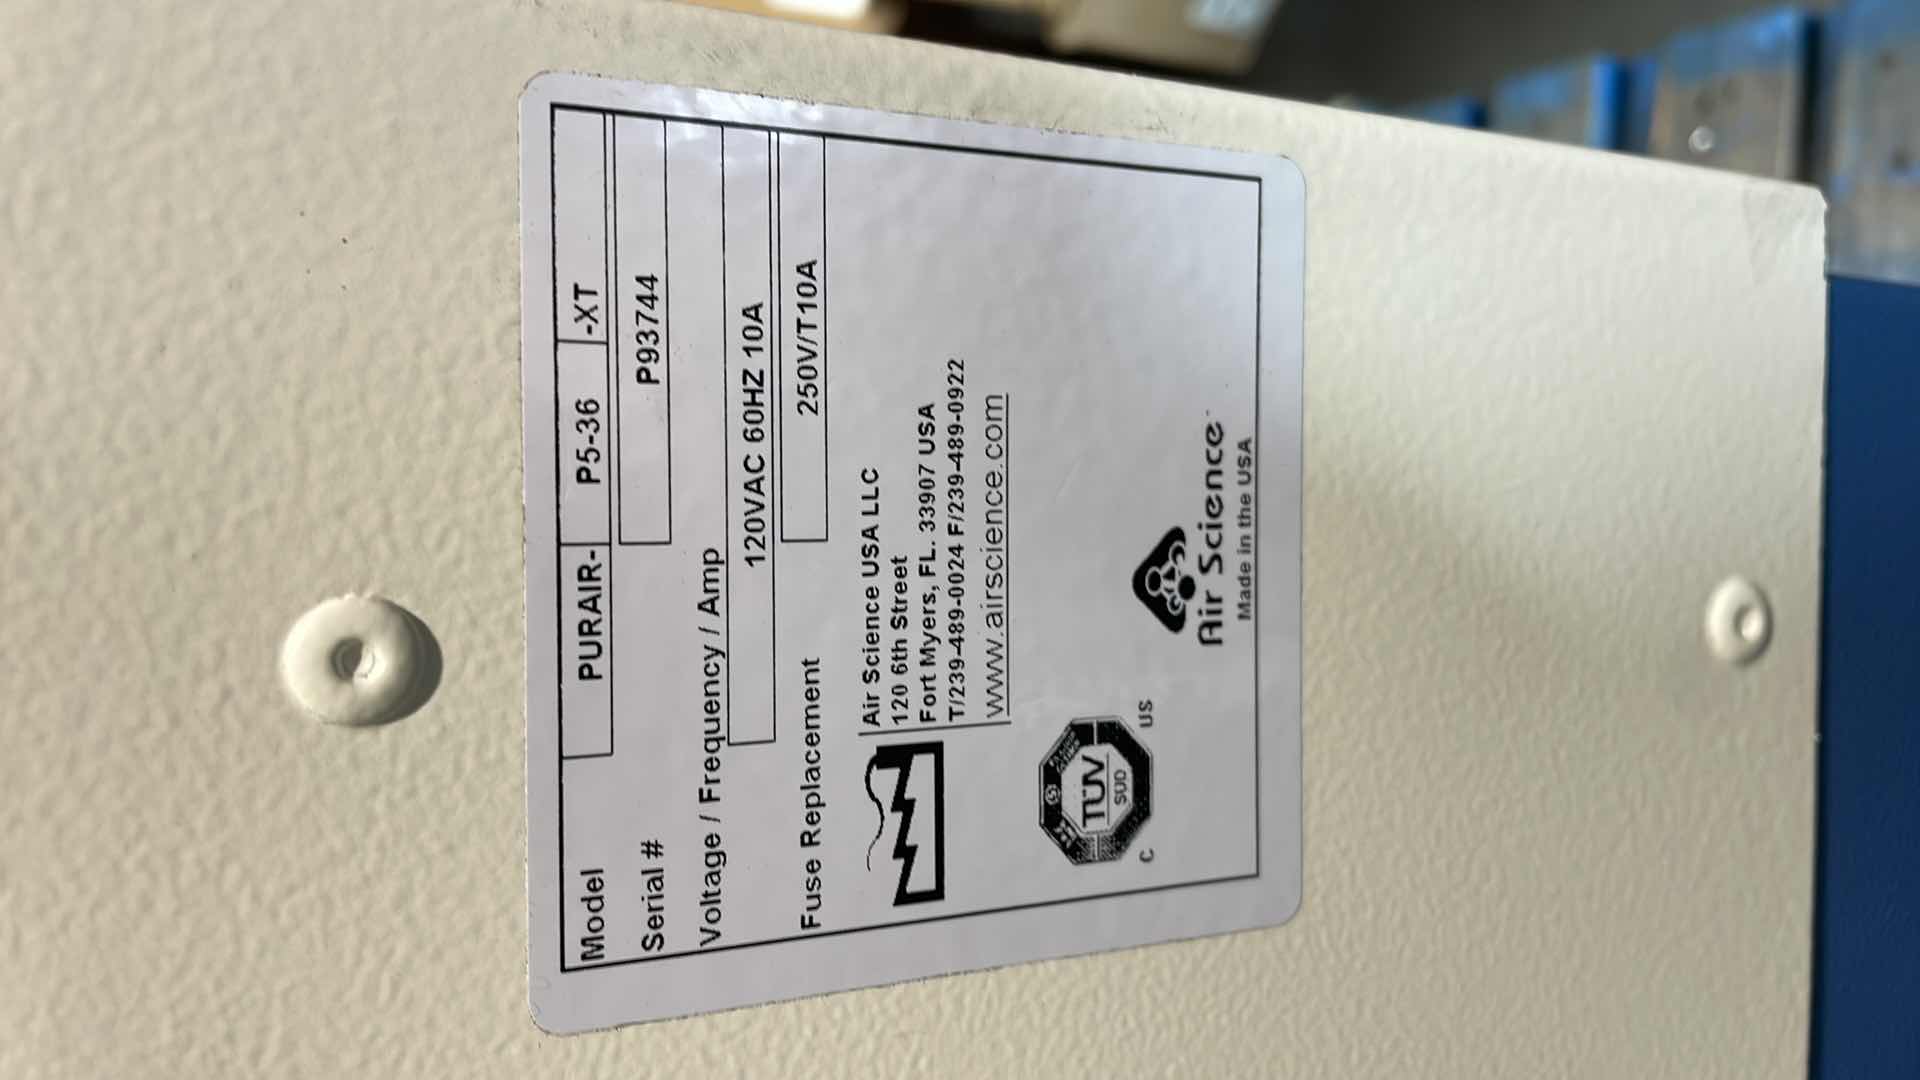 Model PURAIR- P5-36 -XT
Serial # P93744
Voltage / Frequency / Amp
120VAC 60HZ 10A
Fuse Replacement 250V/T10A
Air Science USA LLC
120 6th Street
Fort Myers, FL. 33907 USA
T/239-489-0024 F/239-489-0922
www.airscience.com
TÜV
SÜD
C US
Air Science
Made in the USA